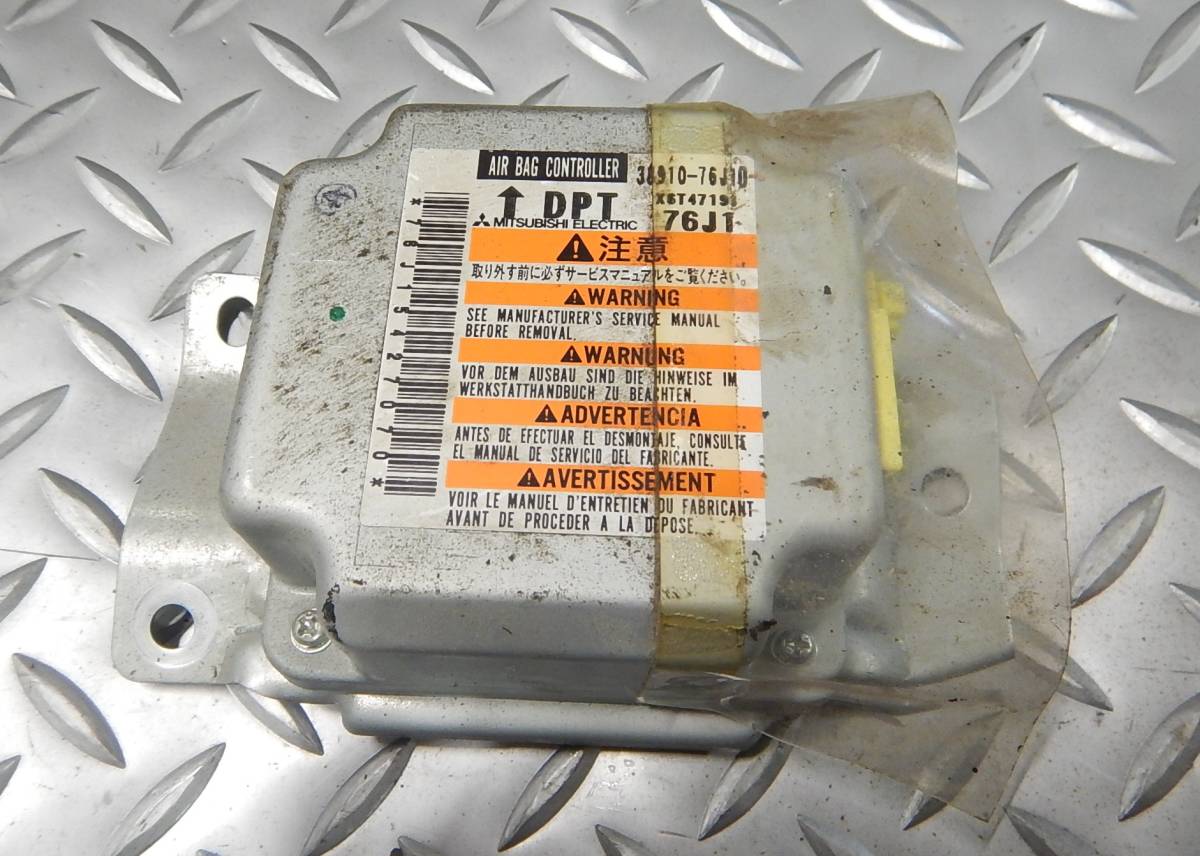 AIR BAG CONTROLLER 38910-76J10
DPT X6T47198
MITSUBISHI ELECTRIC 76J1
注意
取り外す前に必ずサービスマニュアルをご覧ください。
WARNING
SEE MANUFACTURER'S SERVICE MANUAL
BEFORE REMOVAL.
WARNUNG
VOR DEM AUSBAU SIND DIE HINWEISE IM
WERKSTATTHANDBUCH ZU BEACHTEN.
ADVERTENCIA
ANTES DE EFECTUAR EL DESMONTAJE, CONSULTE
EL MANUAL DE SERVICIO DEL FABRICANTE.
AVERTISSEMENT
VOIR LE MANUEL D'ENTRETIEN DU FABRICANT
AVANT DE PROCEDER A LA DEPOSE.
*76J15427070*